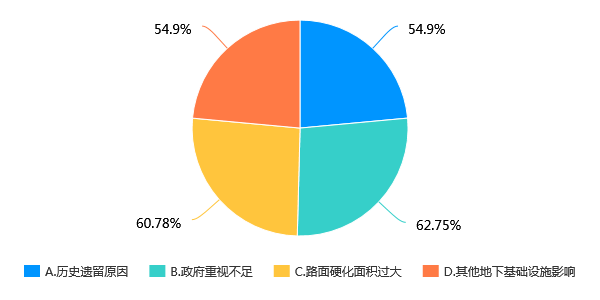 54.9%
54.9%
60.78%
62.75%
A.历史遗留原因
B.政府重视不足
C.路面硬化面积过大
D.其他地下基础设施影响